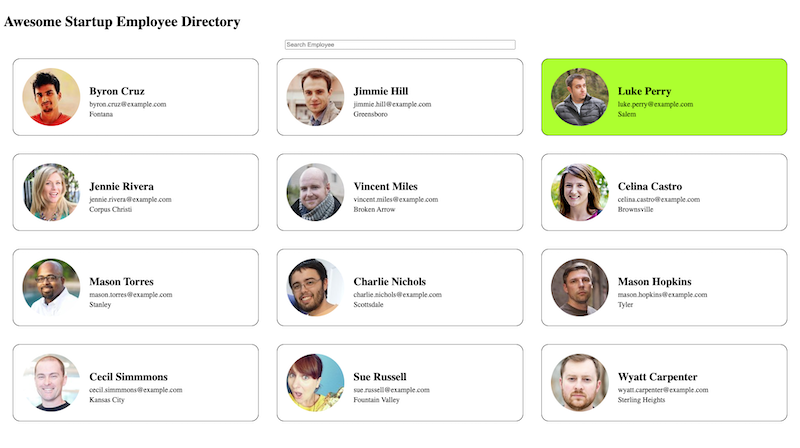 Awesome Startup Employee Directory
Search Employee
Byron Cruz
byron.cruz@example.com
Fontana
Jimmie Hill
jimmie.hill@example.com
Greensboro
Luke Perry
luke.perry@example.com
Salem
Jennie Rivera
jennie.rivera@example.com
Corpus Christi
Vincent Miles
vincent.miles@example.com
Broken Arrow
Celina Castro
celina.castro@example.com
Brownsville
Mason Torres
mason.torres@example.com
Stanley
Charlie Nichols
charlie.nichols@example.com
Scottsdale
Mason Hopkins
mason.hopkins@example.com
Tyler
Cecil Simmmons
cecil.simmmons@example.com
Kansas City
Sue Russell
sue.russell@example.com
Fountain Valley
Wyatt Carpenter
wyatt.carpenter@example.com
Sterling Heights